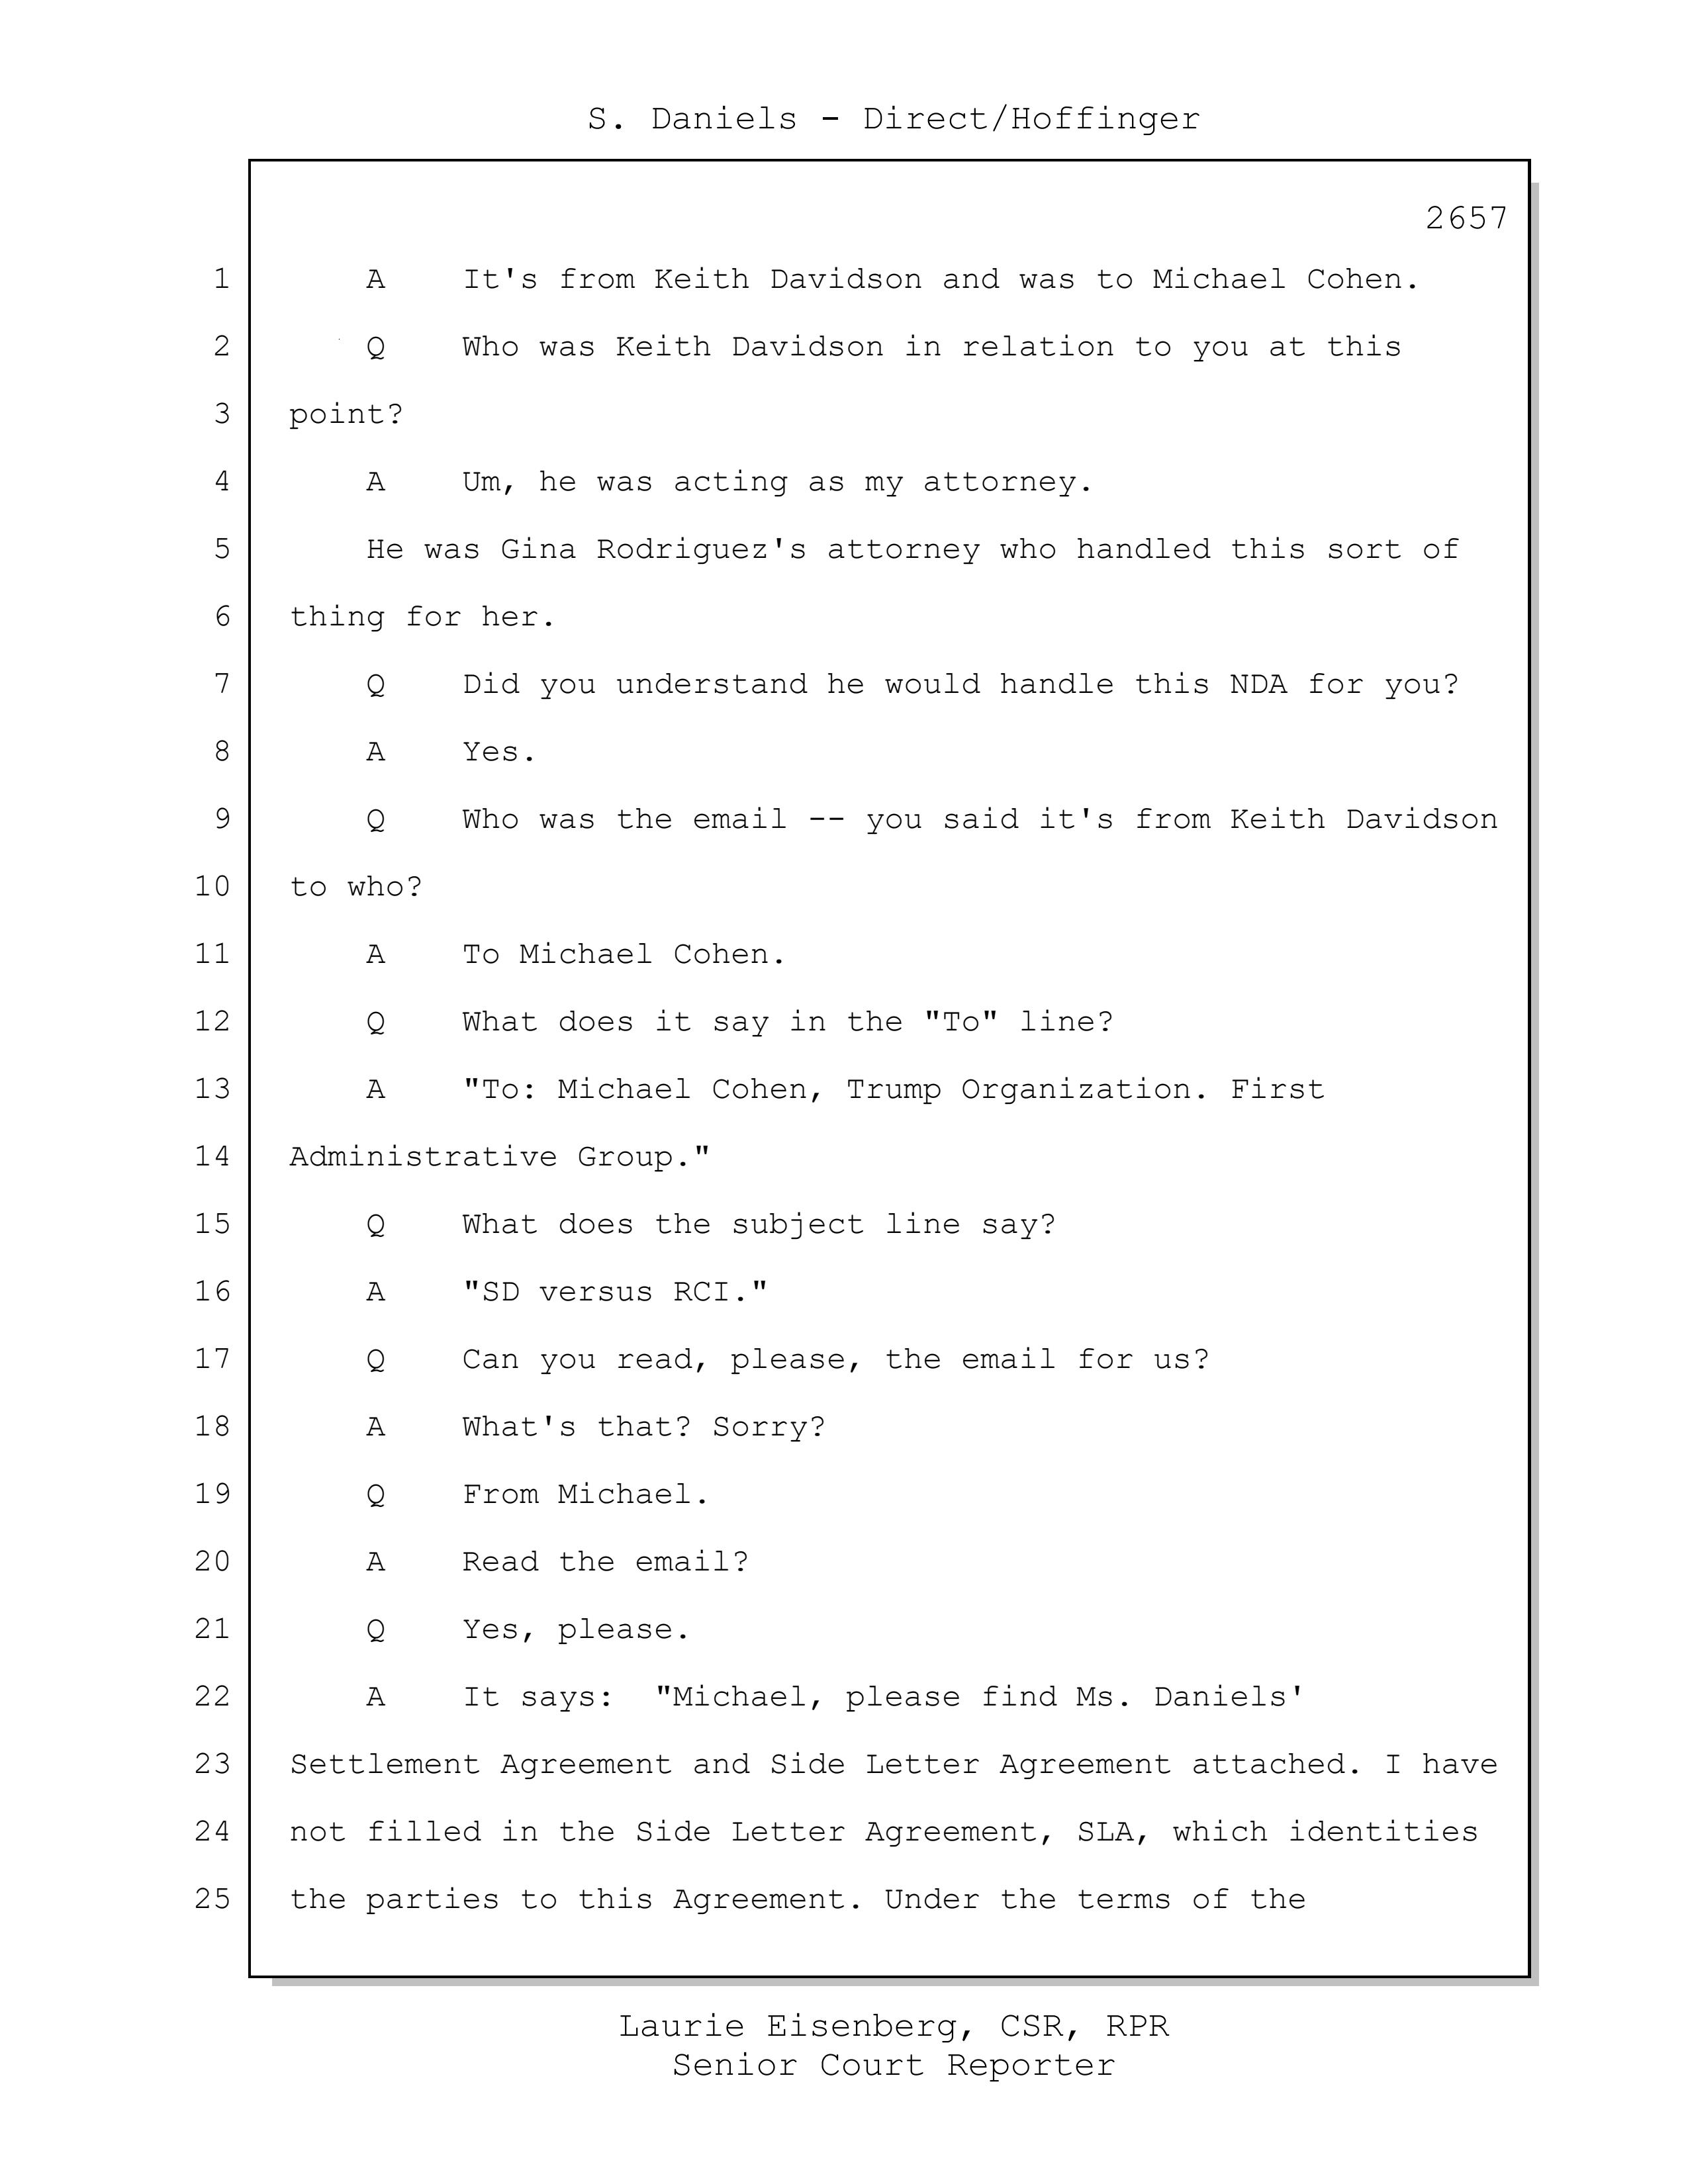 S. Daniels - Direct/Hoffinger
2657
1 A It's from Keith Davidson and was to Michael Cohen.
2 Q Who was Keith Davidson in relation to you at this
3 point?
4 A Um, he was acting as my attorney.
5 He was Gina Rodriguez's attorney who handled this sort of
6 thing for her.
7 Q Did you understand he would handle this NDA for you?
8 A Yes.
9 Q Who was the email -- you said it's from Keith Davidson
10 to who?
11 A To Michael Cohen.
12 Q What does it say in the "To" line?
13 A "To: Michael Cohen, Trump Organization. First
14 Administrative Group."
15 Q What does the subject line say?
16 A "SD versus RCI."
17 Q Can you read, please, the email for us?
18 A What's that? Sorry?
19 Q From Michael.
20 A Read the email?
21 Q Yes, please.
22 A It says: "Michael, please find Ms. Daniels'
23 Settlement Agreement and Side Letter Agreement attached. I have
24 not filled in the Side Letter Agreement, SLA, which identities
25 the parties to this Agreement. Under the terms of the
Laurie Eisenberg, CSR, RPR
Senior Court Reporter